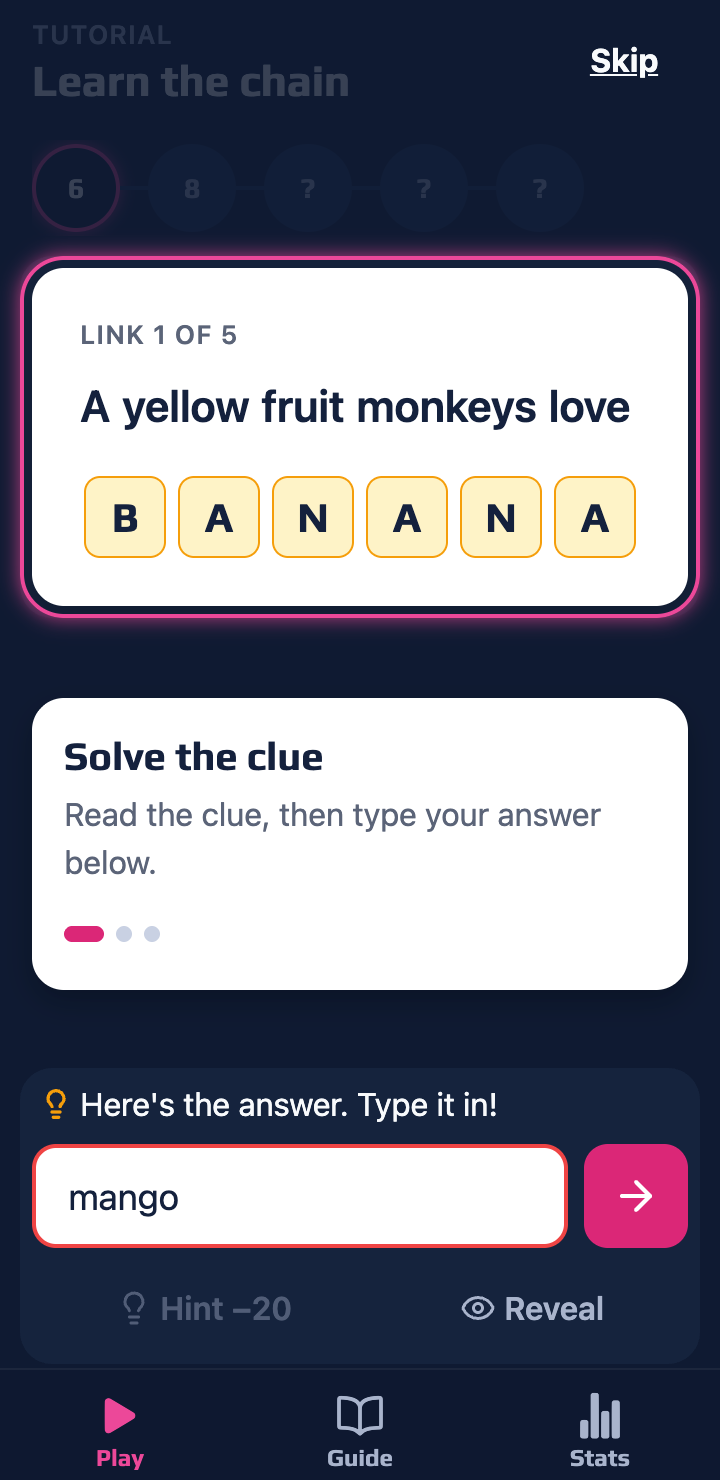 TUTORIAL
Skip
Learn the chain
6 8 ? ? ?
LINK 1 OF 5
A yellow fruit monkeys love
B A N A N A
Solve the clue
Read the clue, then type your answer
below.
Here's the answer. Type it in!
mango
Hint –20
Reveal
Play
Guide
Stats